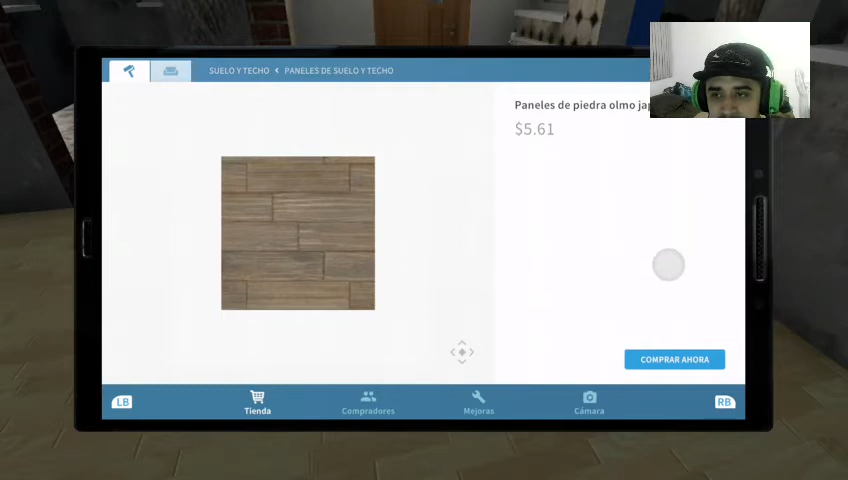 SUELO Y TECHO < PANELES DE SUELO Y TECHO
Paneles de piedra olmo
$5.61
COMPRAR AHORA
LB
Tienda
Compradores
Mejoras
Cámara
RB